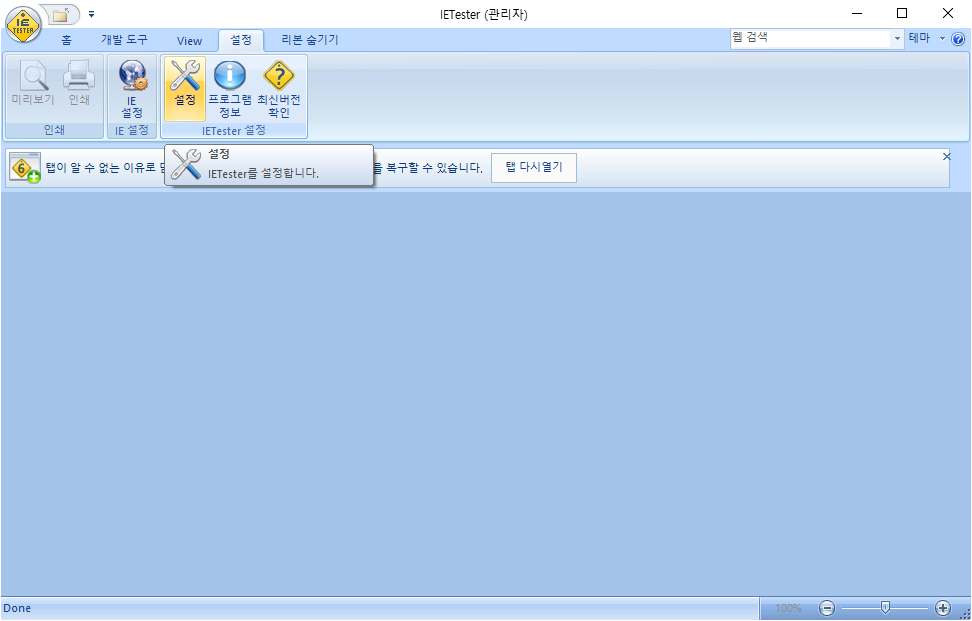 IE
TESTER
IETester (관리자)
홈 개발 도구 View 설정 리본 숨기기
웹 검색 테마
미리보기 인쇄
IE
설정
설정
프로그램
정보
최신버전
확인
인쇄 IE 설정 IETester 설정
6 탭이 알 수 없는 이유로 을 복구할 수 있습니다. 탭 다시열기
설정
IETester를 설정합니다.
Done 100%